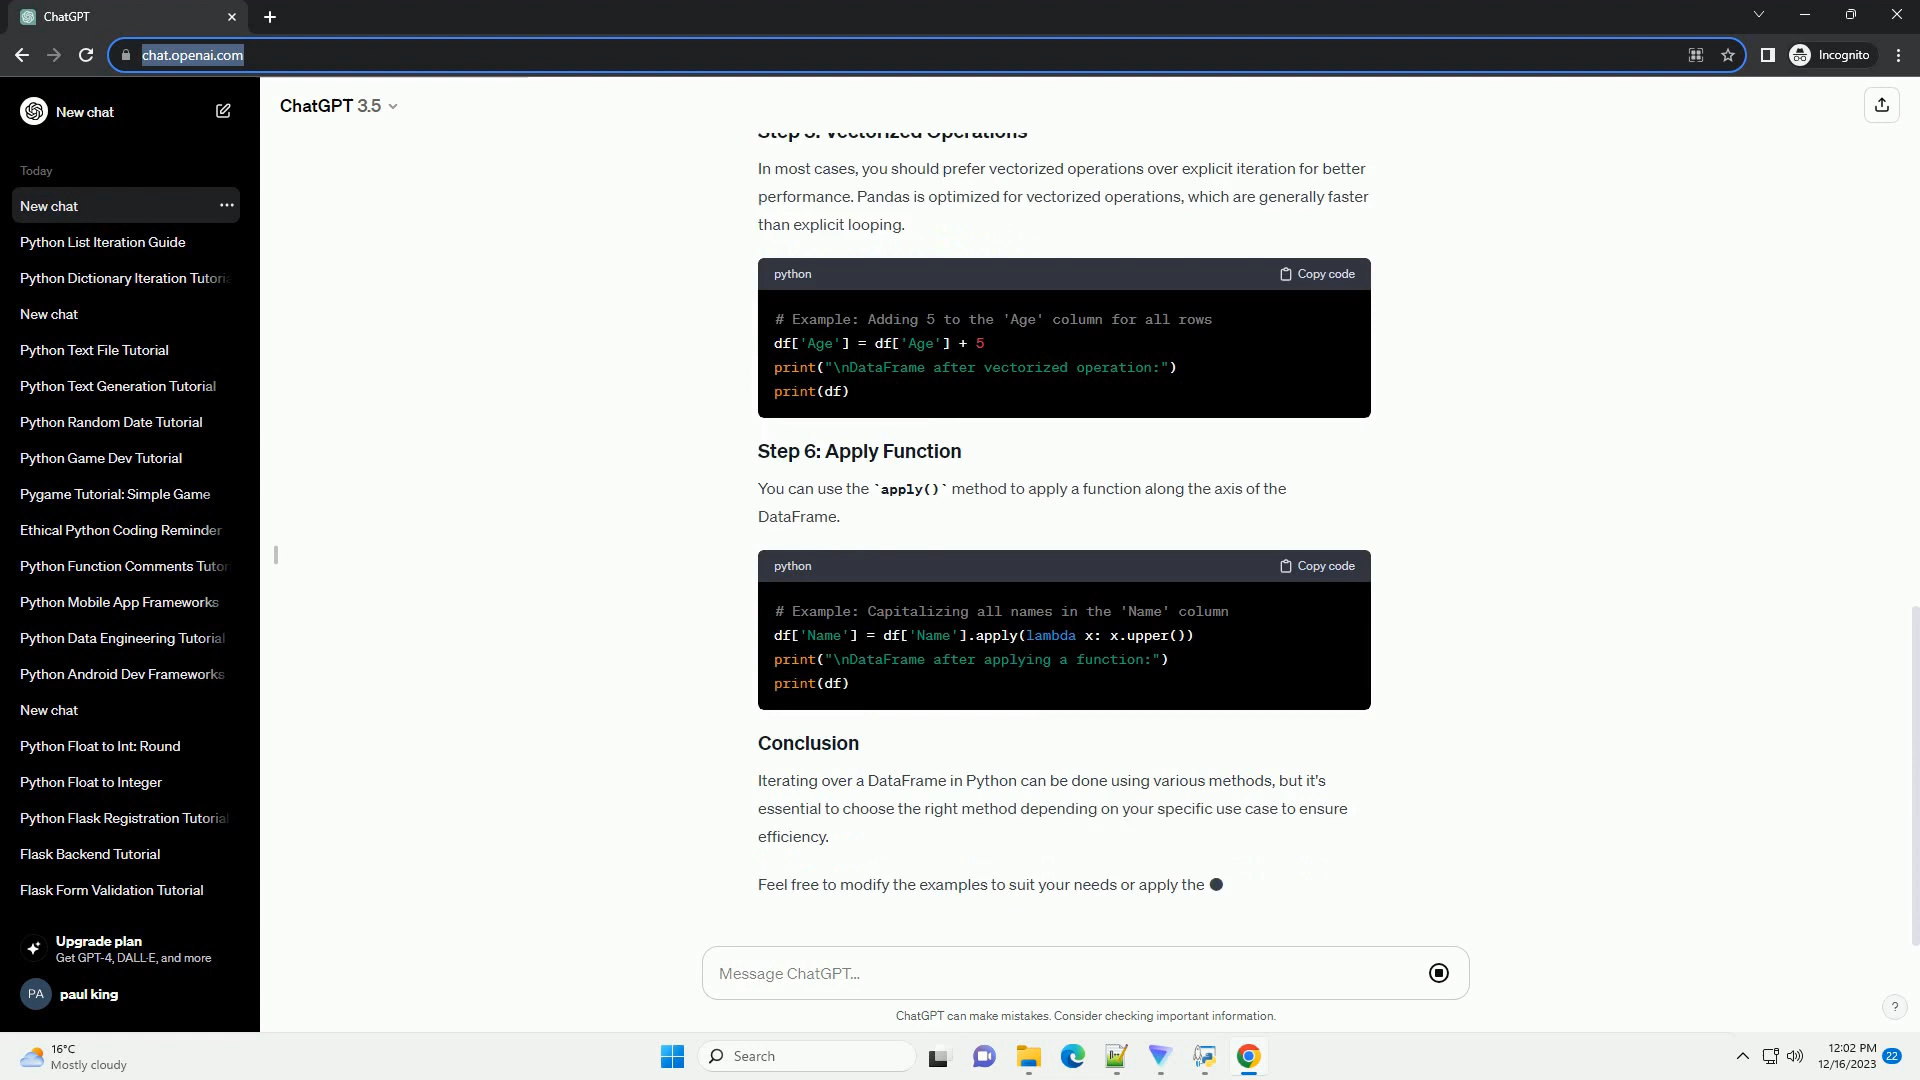 ChatGPT
chat.openai.com
Incognito
New chat
Today
New chat
Python List Iteration Guide
Python Dictionary Iteration Tutoria
New chat
Python Text File Tutorial
Python Text Generation Tutorial
Python Random Date Tutorial
Python Game Dev Tutorial
Pygame Tutorial: Simple Game
Ethical Python Coding Reminder
Python Function Comments Tutor
Python Mobile App Frameworks
Python Data Engineering Tutorial
Python Android Dev Frameworks
New chat
Python Float to Int: Round
Python Float to Integer
Python Flask Registration Tutorial
Flask Backend Tutorial
Flask Form Validation Tutorial
Upgrade plan
Get GPT-4, DALL·E, and more
PA
paul king
ChatGPT 3.5
Step 5: Vectorized Operations
In most cases, you should prefer vectorized operations over explicit iteration for better
performance. Pandas is optimized for vectorized operations, which are generally faster
than explicit looping.
python Copy code
# Example: Adding 5 to the 'Age' column for all rows
df['Age'] = df['Age'] + 5
print("\nDataFrame after vectorized operation:")
print(df)
Step 6: Apply Function
You can use the `apply()` method to apply a function along the axis of the
DataFrame.
python Copy code
# Example: Capitalizing all names in the 'Name' column
df['Name'] = df['Name'].apply(lambda x: x.upper())
print("\nDataFrame after applying a function:")
print(df)
Conclusion
Iterating over a DataFrame in Python can be done using various methods, but it's
essential to choose the right method depending on your specific use case to ensure
efficiency.
Feel free to modify the examples to suit your needs or apply the
Message ChatGPT...
ChatGPT can make mistakes. Consider checking important information.
?
16°C
Mostly cloudy
Search
12:02 PM
12/16/2023
22